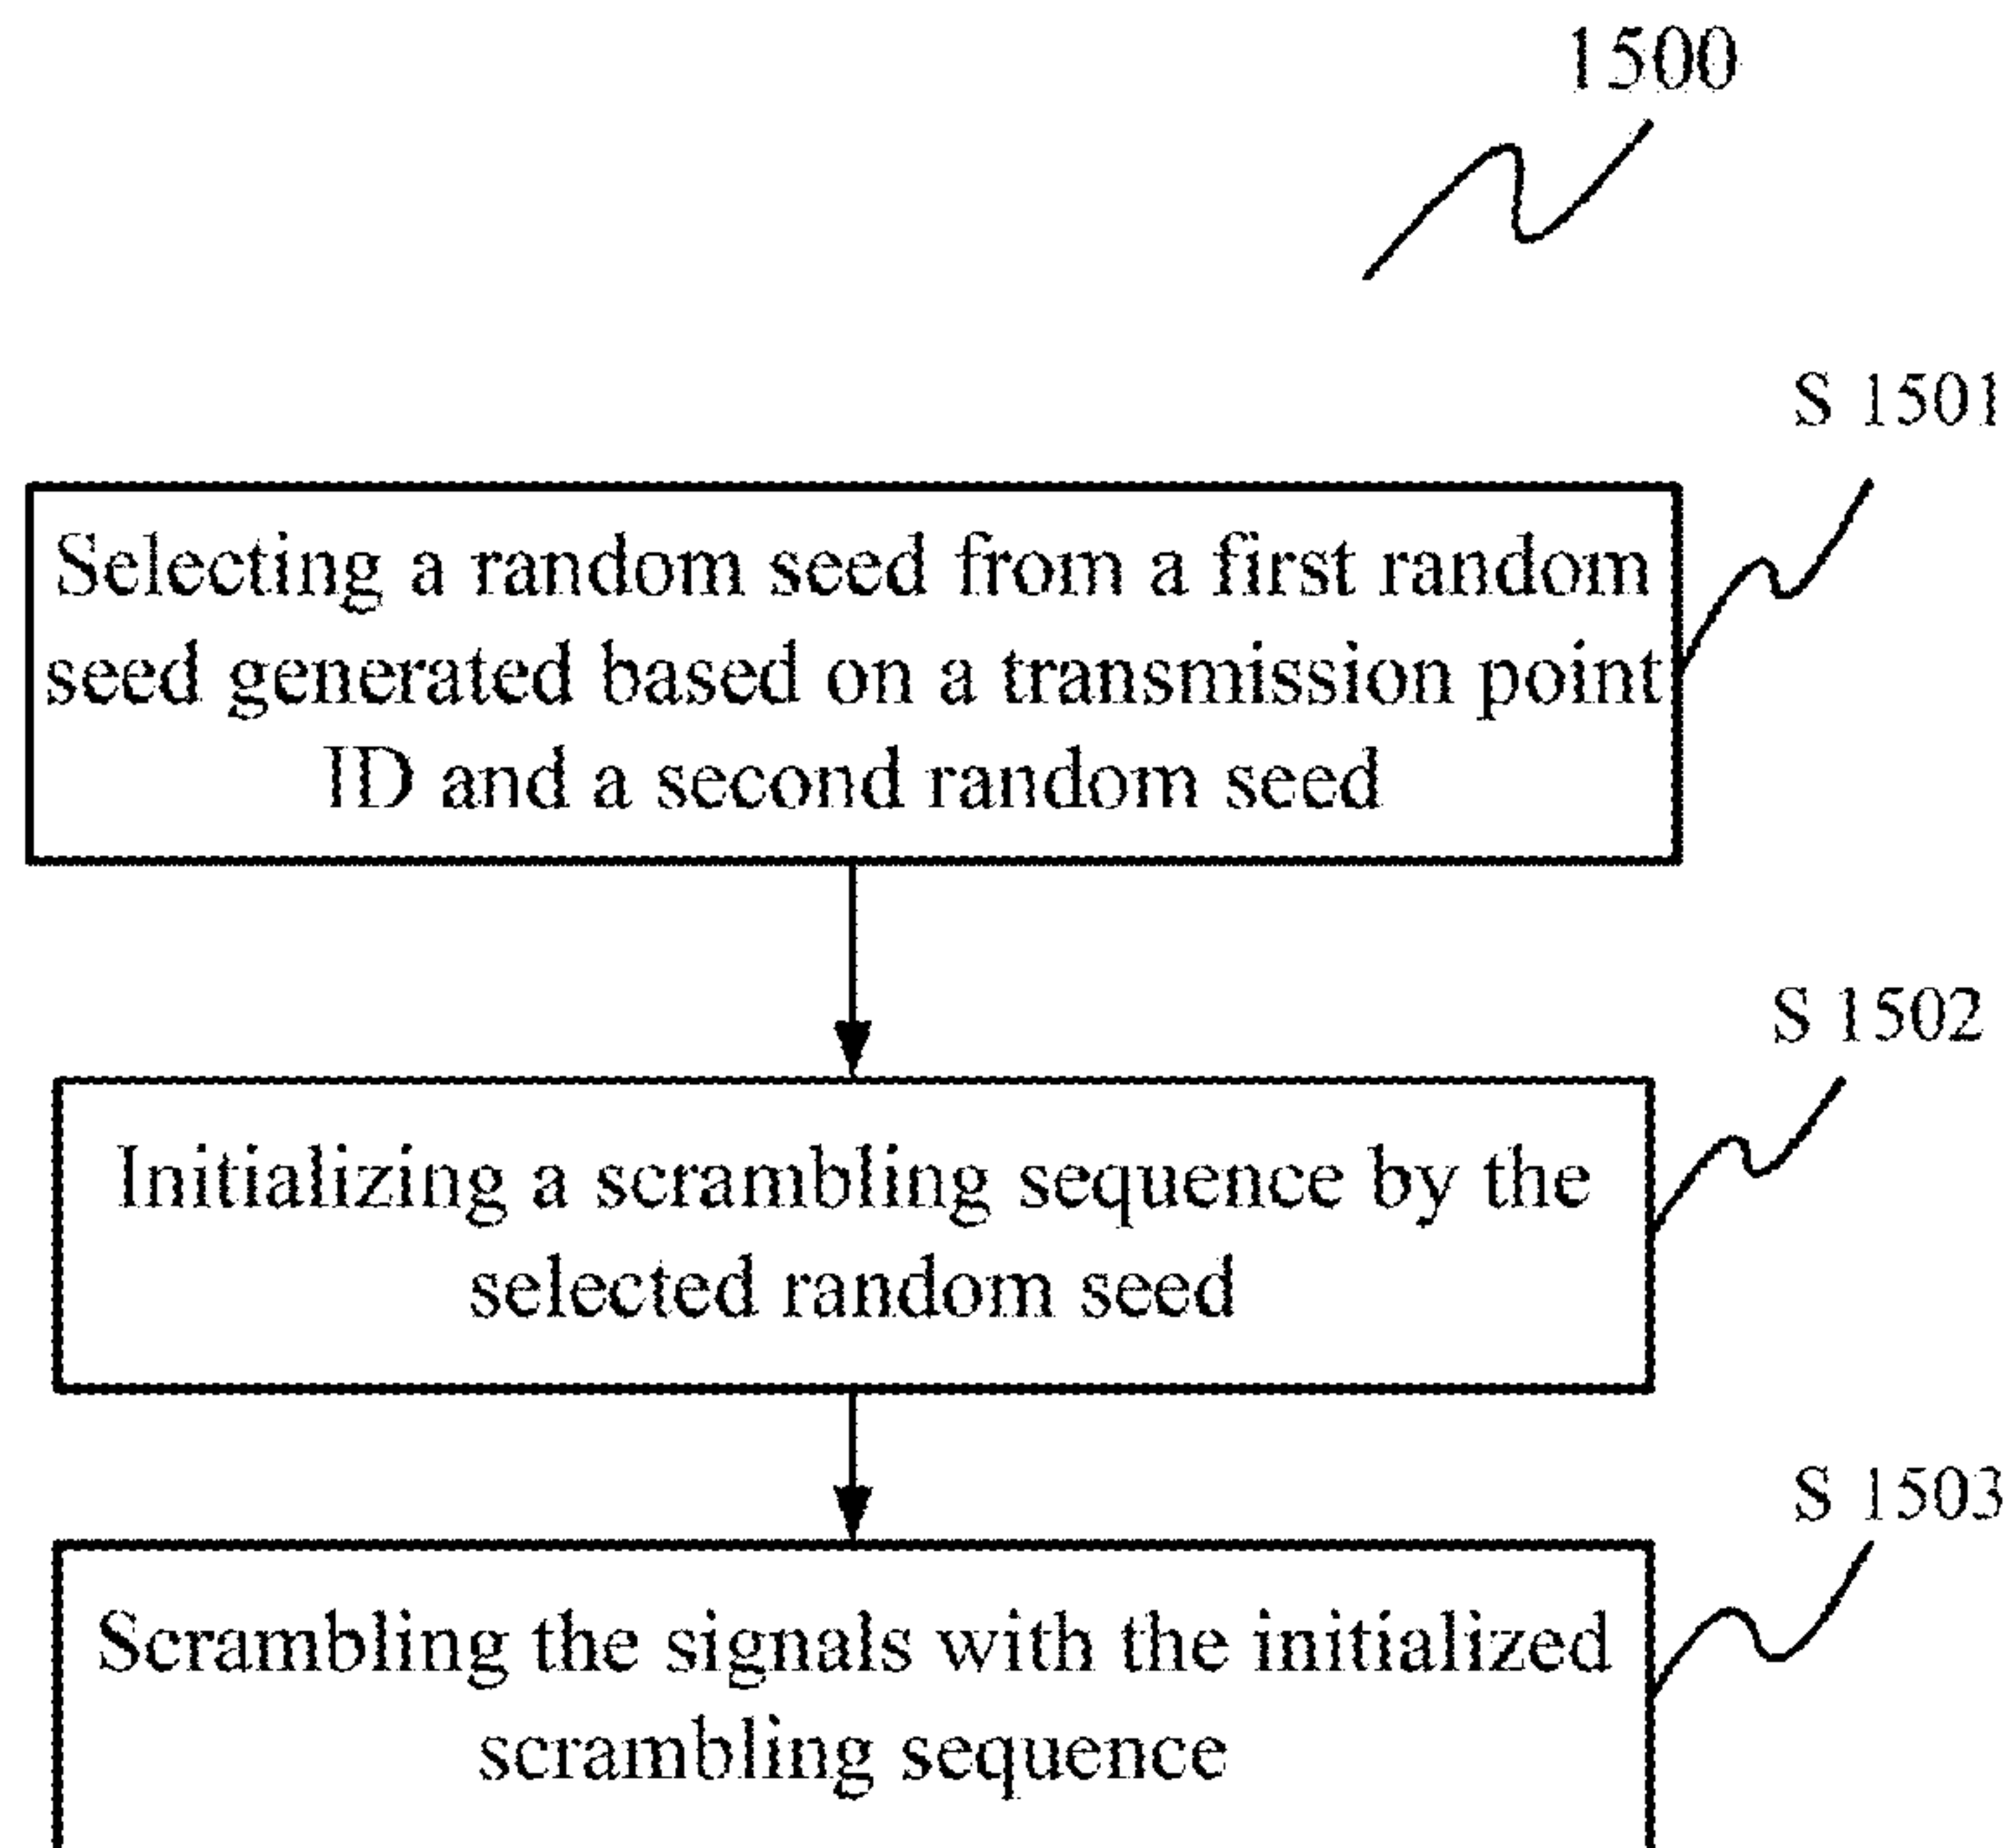 1500
S 1501
Selecting a random seed from a first random
seed generated based on a transmission point
ID and a second random seed
S 1502
Initializing a scrambling sequence by the
selected random seed
S 1503
Scrambling the signals with the initialized
scrambling sequence